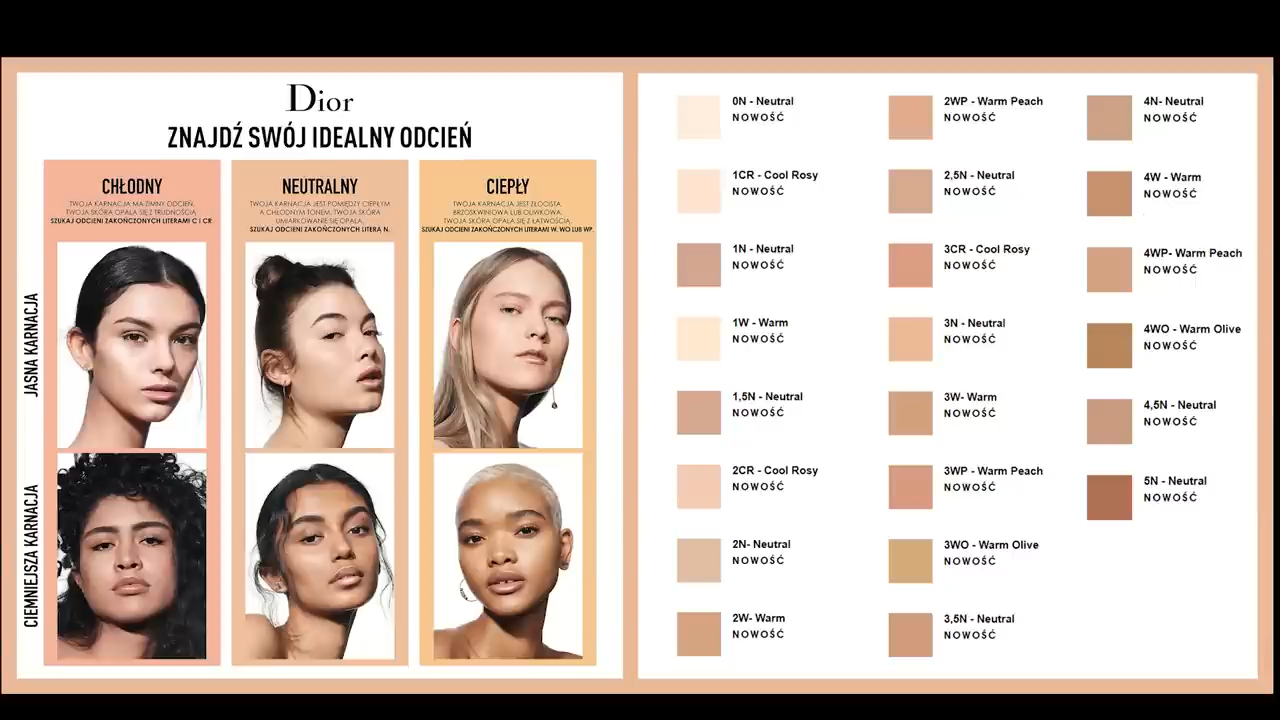 Dior
ZNAJDŹ SWÓJ IDEALNY ODCIEŃ
CHŁODNY
TWOJA KARNACJA MA ZIMNY ODCIEŃ.
TWOJA SKÓRA OPALA SIĘ Z TRUDNOŚCIĄ.
SZUKAJ ODCIENI ZAKOŃCZONYCH LITERAMI C I CR
NEUTRALNY
TWOJA KARNACJA JEST POMIĘDZY CIEPŁYM
A CHŁODNYM TONEM. TWOJA SKÓRA
UMIARKOWANIE SIĘ OPALA.
SZUKAJ ODCIENI ZAKOŃCZONYCH LITERĄ N.
CIEPŁY
TWOJA KARNACJA JEST ZŁOCISTA,
BRZOSKWINIOWA LUB OLIWKOWA.
TWOJA SKÓRA OPALA SIĘ Z ŁATWOŚCIĄ.
SZUKAJ ODCIENI ZAKOŃCZONYCH LITERAMI W, WO LUB WP.
JASNA KARNACJA
CIEMNIEJSZA KARNACJA
0N - Neutral
NOWOŚĆ
1CR - Cool Rosy
NOWOŚĆ
1N - Neutral
NOWOŚĆ
1W - Warm
NOWOŚĆ
1,5N - Neutral
NOWOŚĆ
2CR - Cool Rosy
NOWOŚĆ
2N- Neutral
NOWOŚĆ
2W- Warm
NOWOŚĆ
2WP - Warm Peach
NOWOŚĆ
2,5N - Neutral
NOWOŚĆ
3CR - Cool Rosy
NOWOŚĆ
3N - Neutral
NOWOŚĆ
3W- Warm
NOWOŚĆ
3WP - Warm Peach
NOWOŚĆ
3WO - Warm Olive
NOWOŚĆ
3,5N - Neutral
NOWOŚĆ
4N- Neutral
NOWOŚĆ
4W - Warm
NOWOŚĆ
4WP- Warm Peach
NOWOŚĆ
4WO - Warm Olive
NOWOŚĆ
4,5N - Neutral
NOWOŚĆ
5N - Neutral
NOWOŚĆ